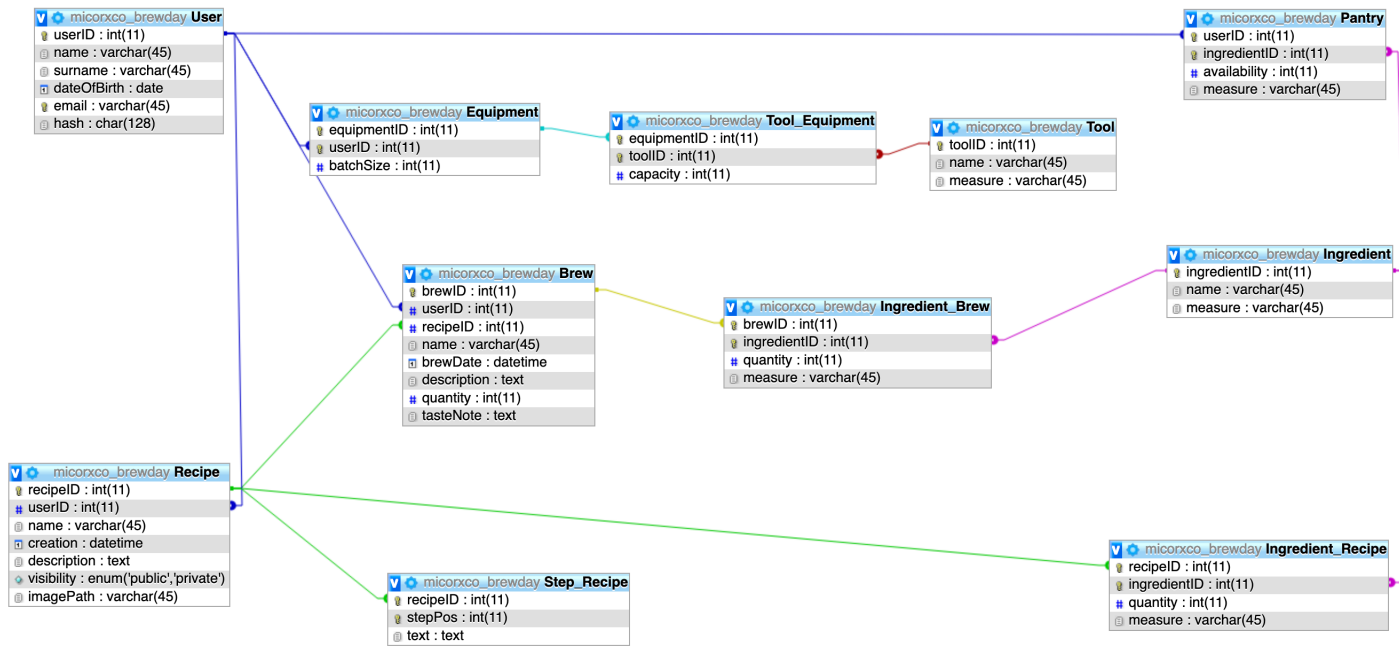 micorxco_brewday User
userID : int(11)
name : varchar(45)
surname : varchar(45)
dateOfBirth : date
email : varchar(45)
hash : char(128)
micorxco_brewday Pantry
userID : int(11)
ingredientID : int(11)
availability : int(11)
measure : varchar(45)
micorxco_brewday Equipment
equipmentID : int(11)
userID : int(11)
batchSize : int(11)
micorxco_brewday Tool_Equipment
equipmentID : int(11)
toolID : int(11)
capacity : int(11)
micorxco_brewday Tool
toolID : int(11)
name : varchar(45)
measure : varchar(45)
micorxco_brewday Brew
brewID : int(11)
userID : int(11)
recipeID : int(11)
name : varchar(45)
brewDate : datetime
description : text
quantity : int(11)
tasteNote : text
micorxco_brewday Ingredient_Brew
brewID : int(11)
ingredientID : int(11)
quantity : int(11)
measure : varchar(45)
micorxco_brewday Ingredient
ingredientID : int(11)
name : varchar(45)
measure : varchar(45)
micorxco_brewday Recipe
recipeID : int(11)
userID : int(11)
name : varchar(45)
creation : datetime
description : text
visibility : enum('public','private')
imagePath : varchar(45)
micorxco_brewday Step_Recipe
recipeID : int(11)
stepPos : int(11)
text : text
micorxco_brewday Ingredient_Recipe
recipeID : int(11)
ingredientID : int(11)
quantity : int(11)
measure : varchar(45)